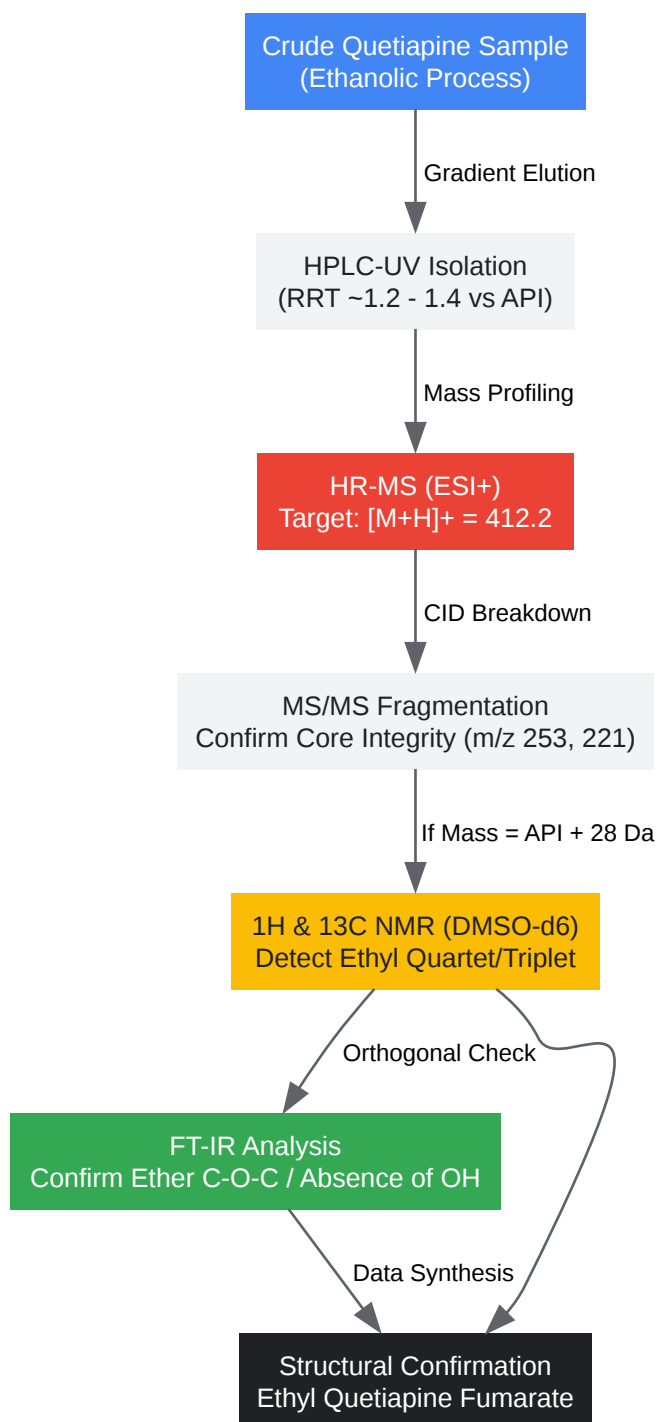 Crude Quetiapine Sample
(Ethanolic Process)
Gradient Elution
HPLC-UV Isolation
(RRT ~1.2 - 1.4 vs API)
Mass Profiling
HR-MS (ESI+)
Target: [M+H]+ = 412.2
CID Breakdown
MS/MS Fragmentation
Confirm Core Integrity (m/z 253, 221)
If Mass = API + 28 Da
1H & 13C NMR (DMSO-d6)
Detect Ethyl Quartet/Triplet
Orthogonal Check
FT-IR Analysis
Confirm Ether C-O-C / Absence of OH
Data Synthesis
Structural Confirmation
Ethyl Quetiapine Fumarate